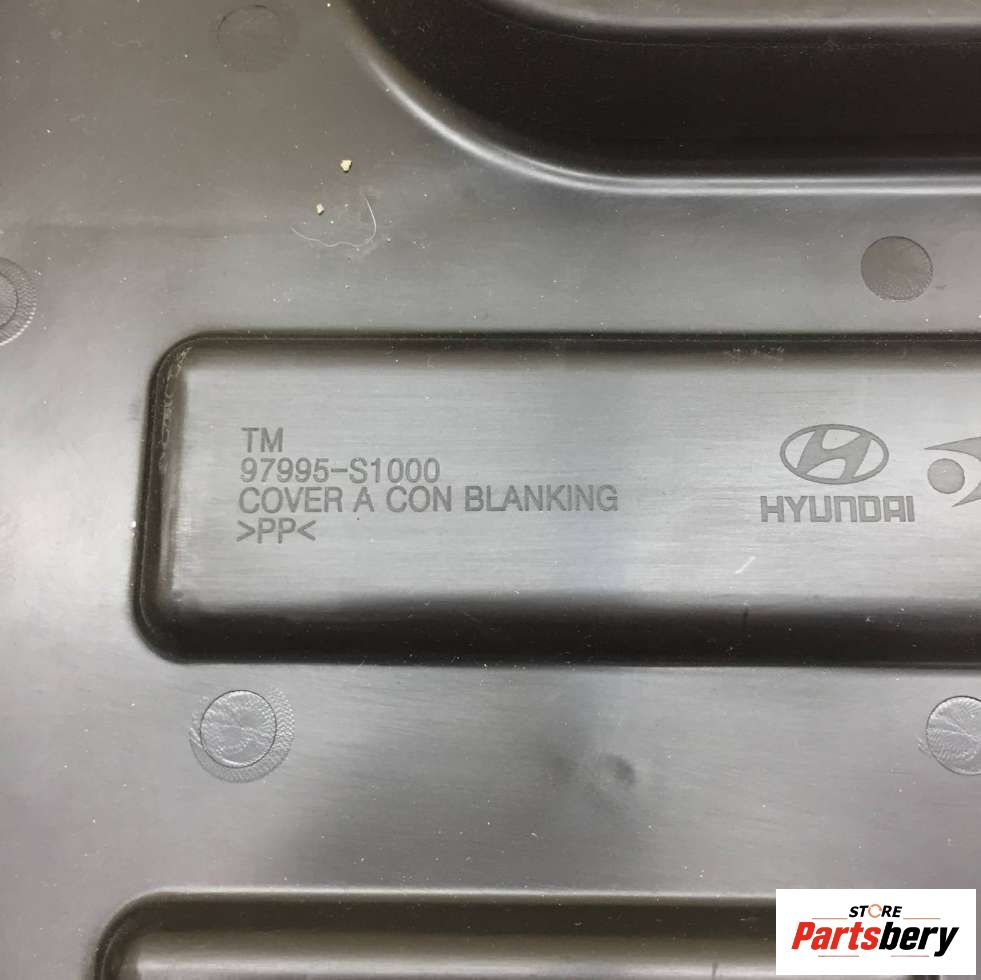 TM
97995-S1000
COVER A CON BLANKING
>PP<
HYUNDAI
STORE
Partsbery